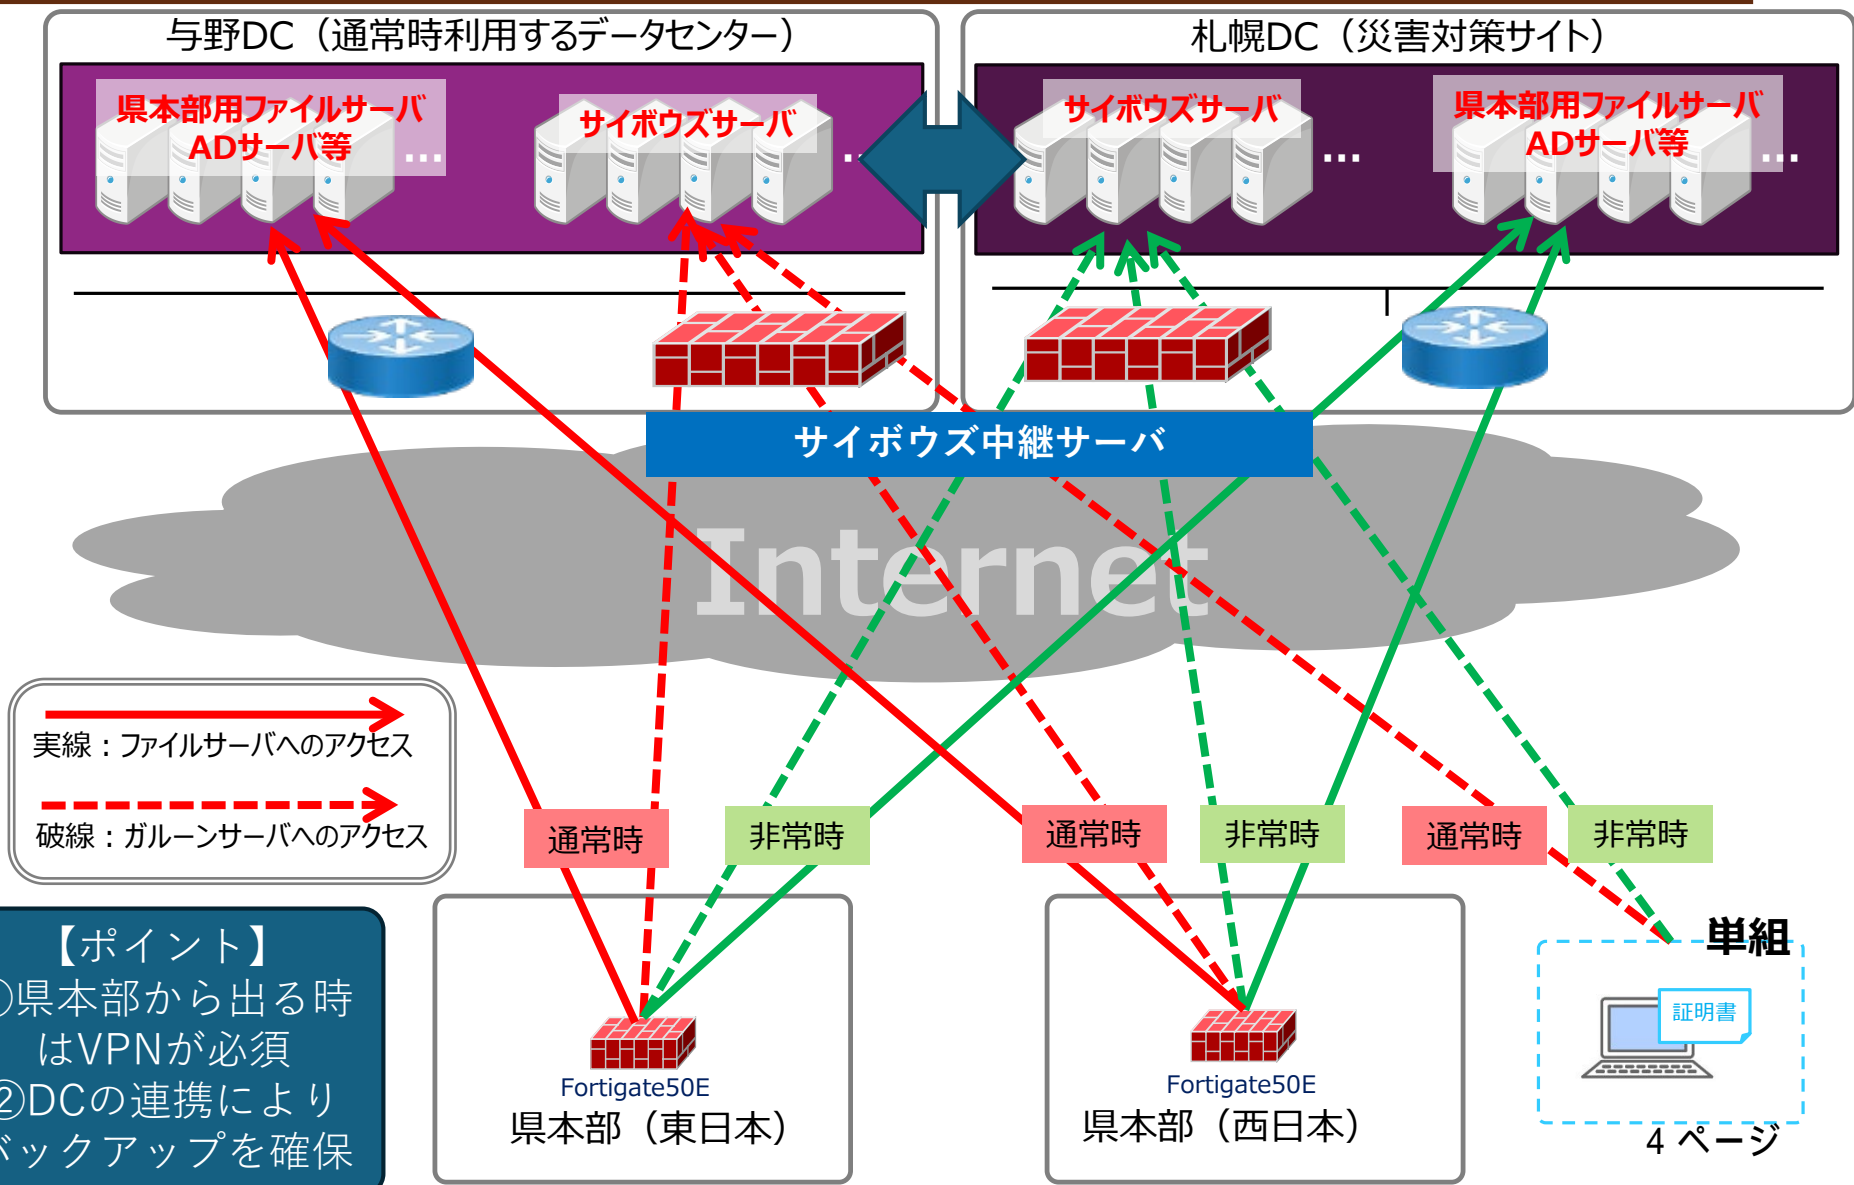 与野DC（通常時利用するデータセンター）
札幌DC（災害対策サイト）
県本部用ファイルサーバ
ADサーバ等
...
サイボウズサーバ
...
サイボウズサーバ
...
県本部用ファイルサーバ
ADサーバ等
...
サイボウズ中継サーバ
Internet
実線：ファイルサーバへのアクセス
破線：ガルーンサーバへのアクセス
通常時
非常時
通常時
非常時
通常時
非常時
【ポイント】
①県本部から出る時
はVPNが必須
②DCの連携により
バックアップを確保
Fortigate50E
県本部（東日本）
Fortigate50E
県本部（西日本）
単組
証明書
4 ページ